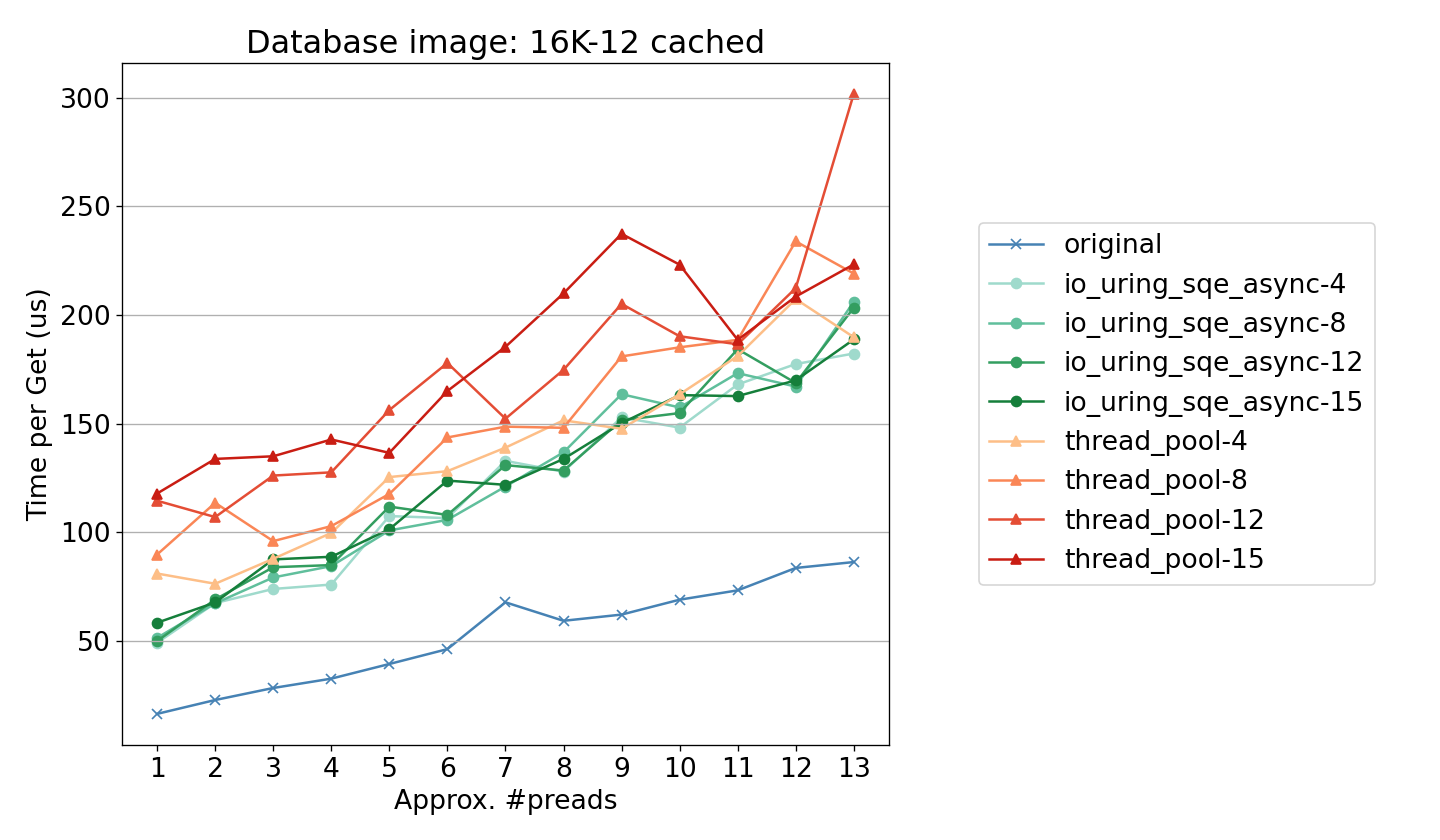 Database image: 16K-12 cached
300
250
200
150
100
50
Time per Get (us)
1 2 3 4 5 6 7 8 9 10 11 12 13
Approx. #preads
original
io_uring_sqe_async-4
io_uring_sqe_async-8
io_uring_sqe_async-12
io_uring_sqe_async-15
thread_pool-4
thread_pool-8
thread_pool-12
thread_pool-15